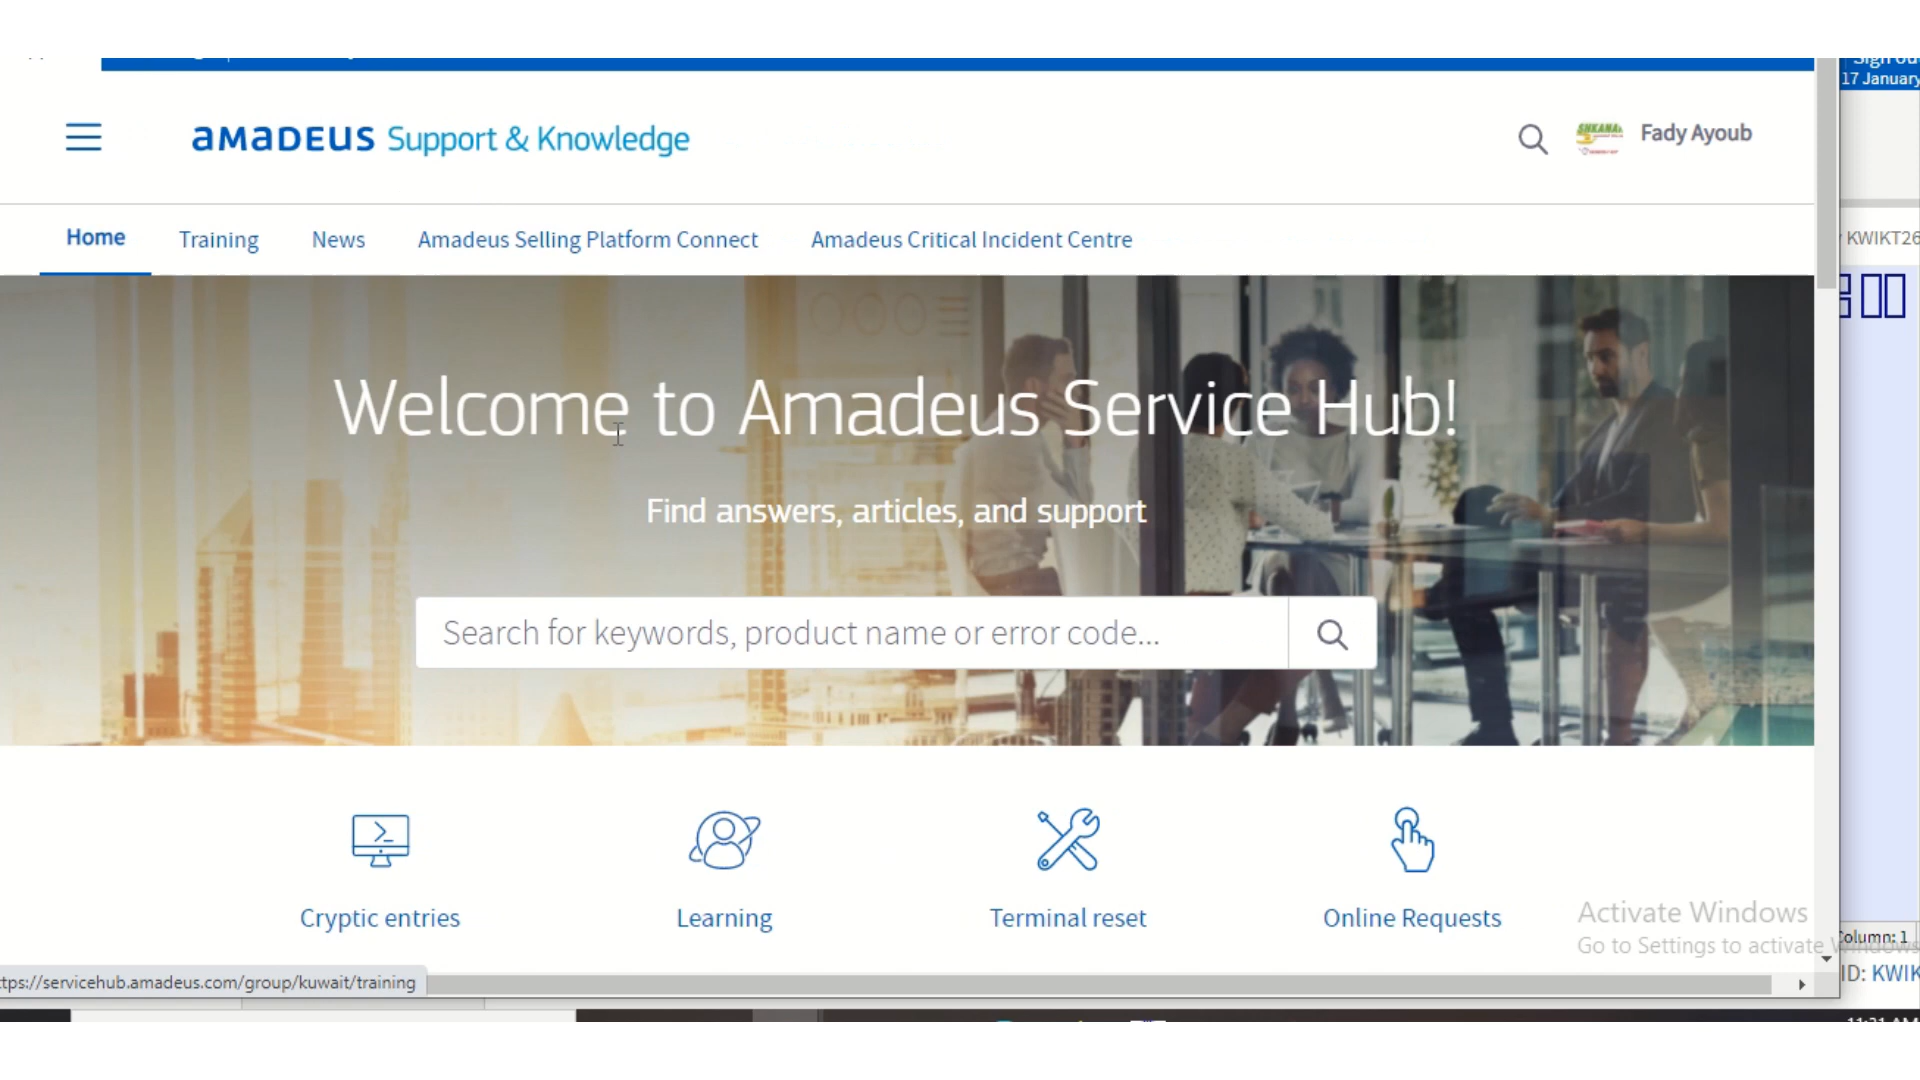 17 January
amadeus Support & Knowledge
Fady Ayoub
Home Training News Amadeus Selling Platform Connect Amadeus Critical Incident Centre
KWIKT26
Welcome to Amadeus Service Hub!
Find answers, articles, and support
Search for keywords, product name or error code...
Cryptic entries Learning Terminal reset Online Requests
Activate Windows
Go to Settings to activate Windows
Column: 1
ID: KWIK
tps://servicehub.amadeus.com/group/kuwait/training